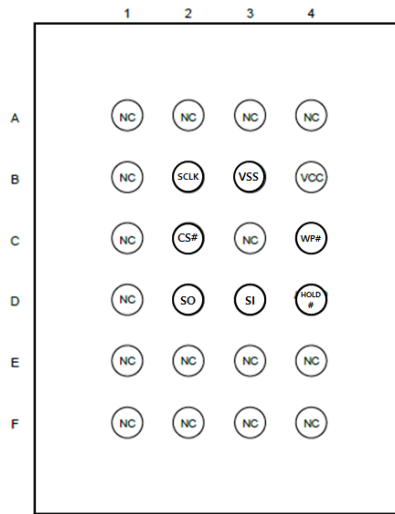 1 2 3 4
A NC NC NC NC
B NC SCLK VSS VCC
C NC CS# NC WP#
D NC SO SI HOLD
#
E NC NC NC NC
F NC NC NC NC